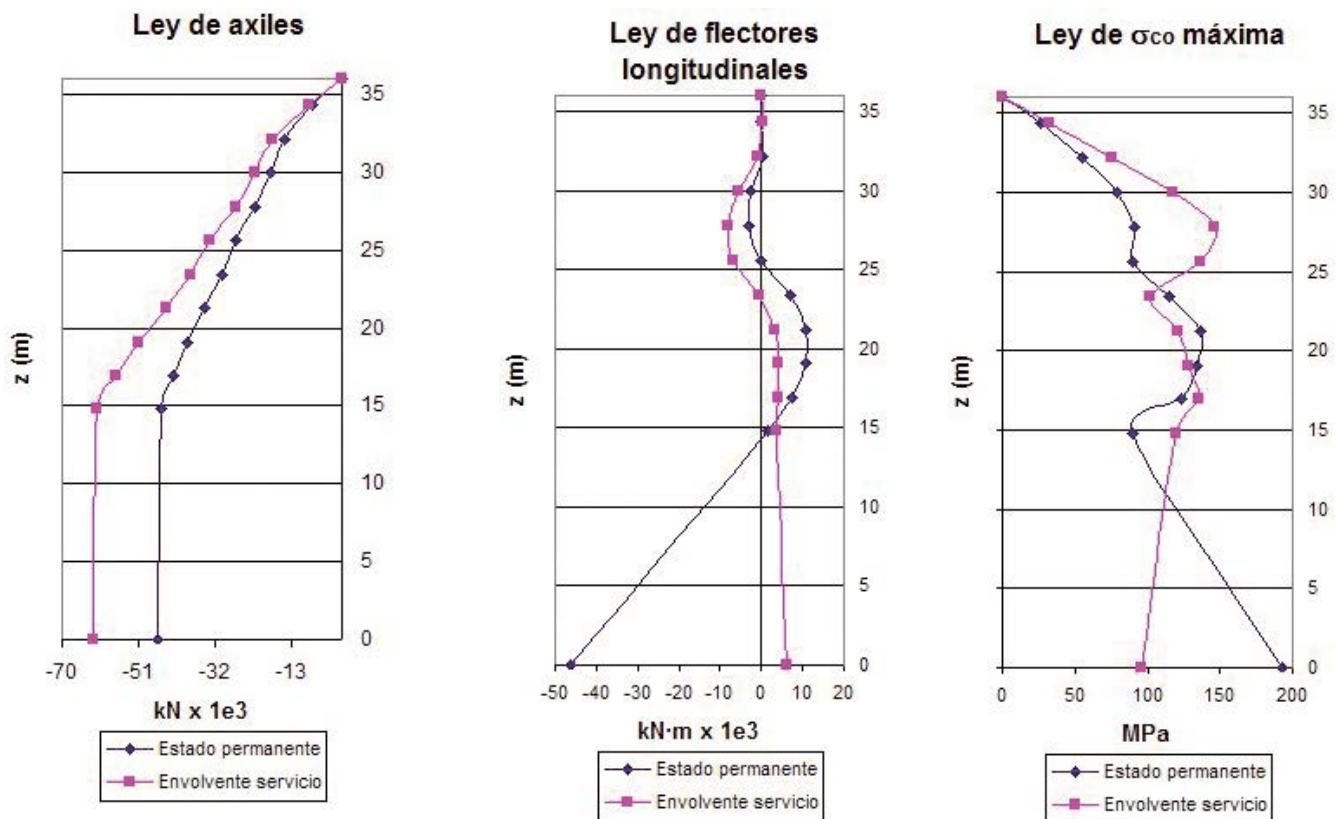 Ley de axiles
35
30
25
20
15
10
5
0
z (m)
-70 -51 -32 -13
kN x 1e3
Estado permanente
Envolvente servicio
Ley de flectores
longitudinales
35
30
25
20
15
10
5
0
z (m)
-50 -40 -30 -20 -10 0 10 20
kN·m x 1e3
Estado permanente
Envolvente servicio
Ley de σco máxima
35
30
25
20
15
10
5
0
z (m)
0 50 100 150 200
MPa
Estado permanente
Envolvente servicio